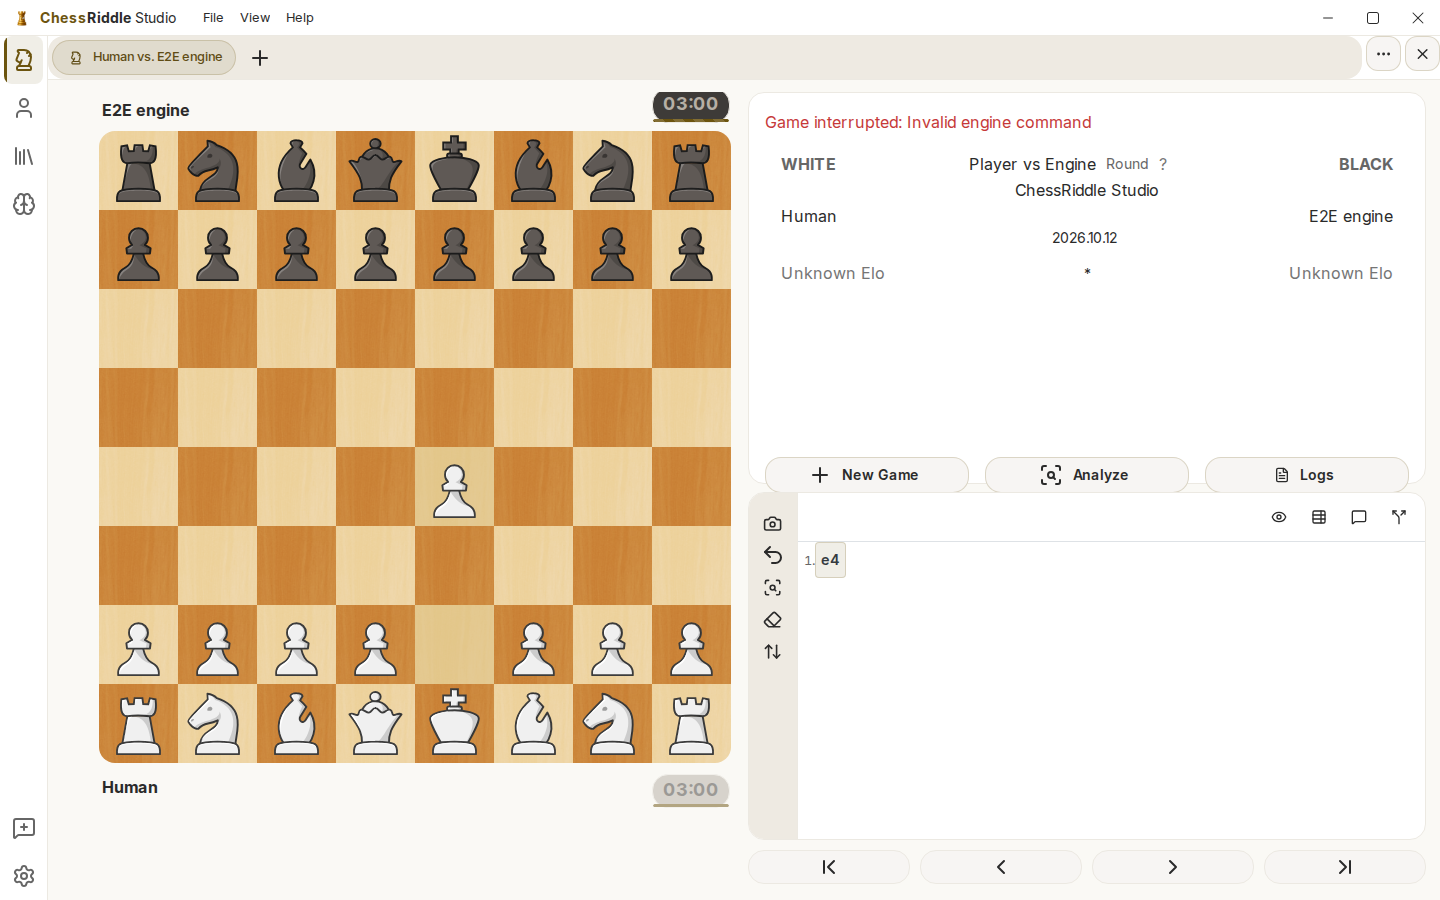 ChessRiddle Studio File View Help
Human vs. E2E engine
E2E engine 03:00
Human 03:00
Game interrupted: Invalid engine command
WHITE Player vs Engine Round ? BLACK
ChessRiddle Studio
Human E2E engine
2026.10.12
Unknown Elo * Unknown Elo
New Game Analyze Logs
1. e4